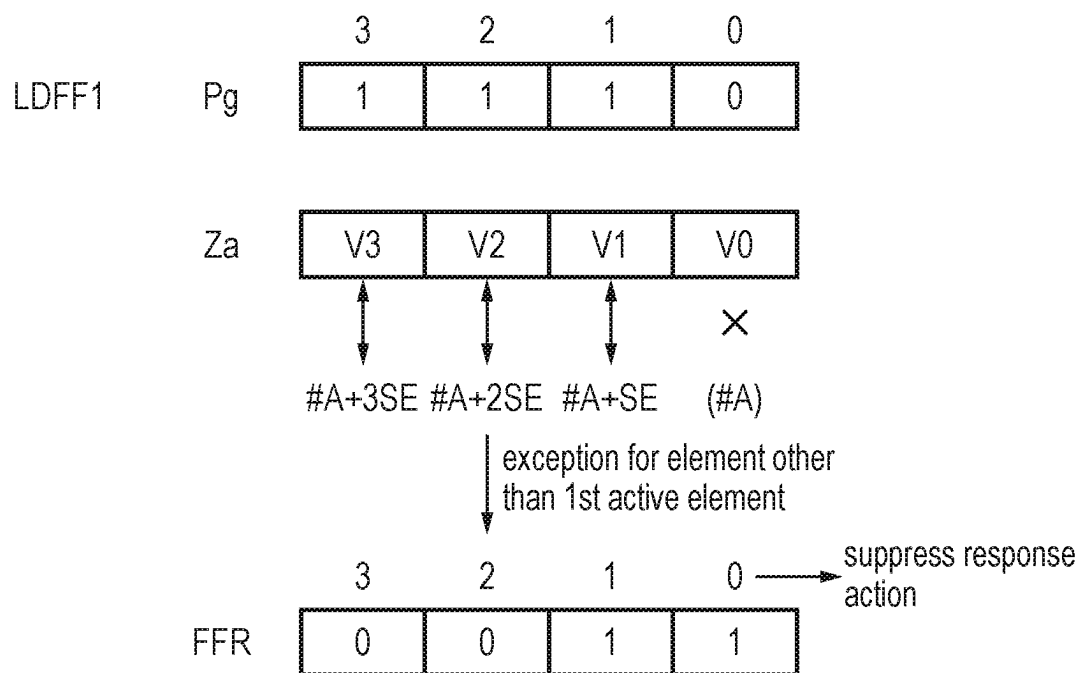 3 2 1 0
LDFF1 Pg 1 1 1 0
Za V3 V2 V1 V0
×
#A+3SE #A+2SE #A+SE (#A)
exception for element other
than 1st active element
3 2 1 0 suppress response
action
FFR 0 0 1 1